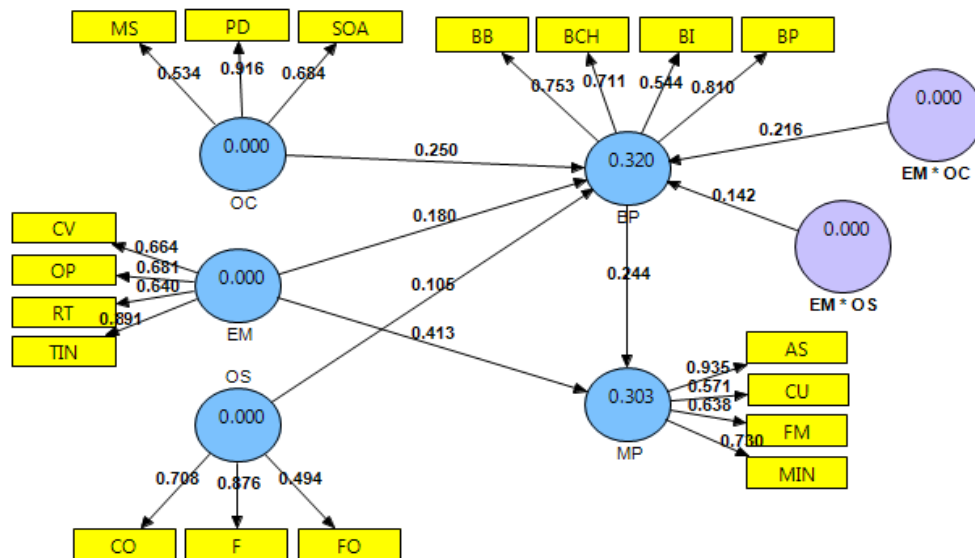 MS
PD
SOA
0.534
0.916
0.684
0.000
OC
BB
BCH
BI
BP
0.753
0.711
0.544
0.810
0.320
BP
0.000
EM * OC
0.216
0.250
0.142
0.000
EM * OS
0.180
CV
OP
RT
TIN
0.664
0.681
0.640
0.891
0.000
EM
0.105
0.244
0.413
OS
0.000
0.708
0.876
0.494
CO
F
FO
0.303
MP
0.935
0.571
0.638
0.730
AS
CU
FM
MIN